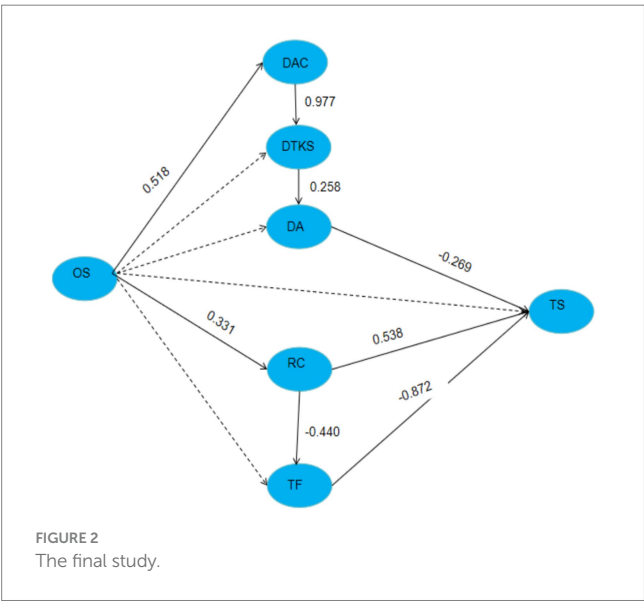 DAC
0.977
DTKS
0.518
0.258
DA
-0.269
OS
TS
0.331
0.538
RC
-0.872
-0.440
TF
FIGURE 2
The final study.